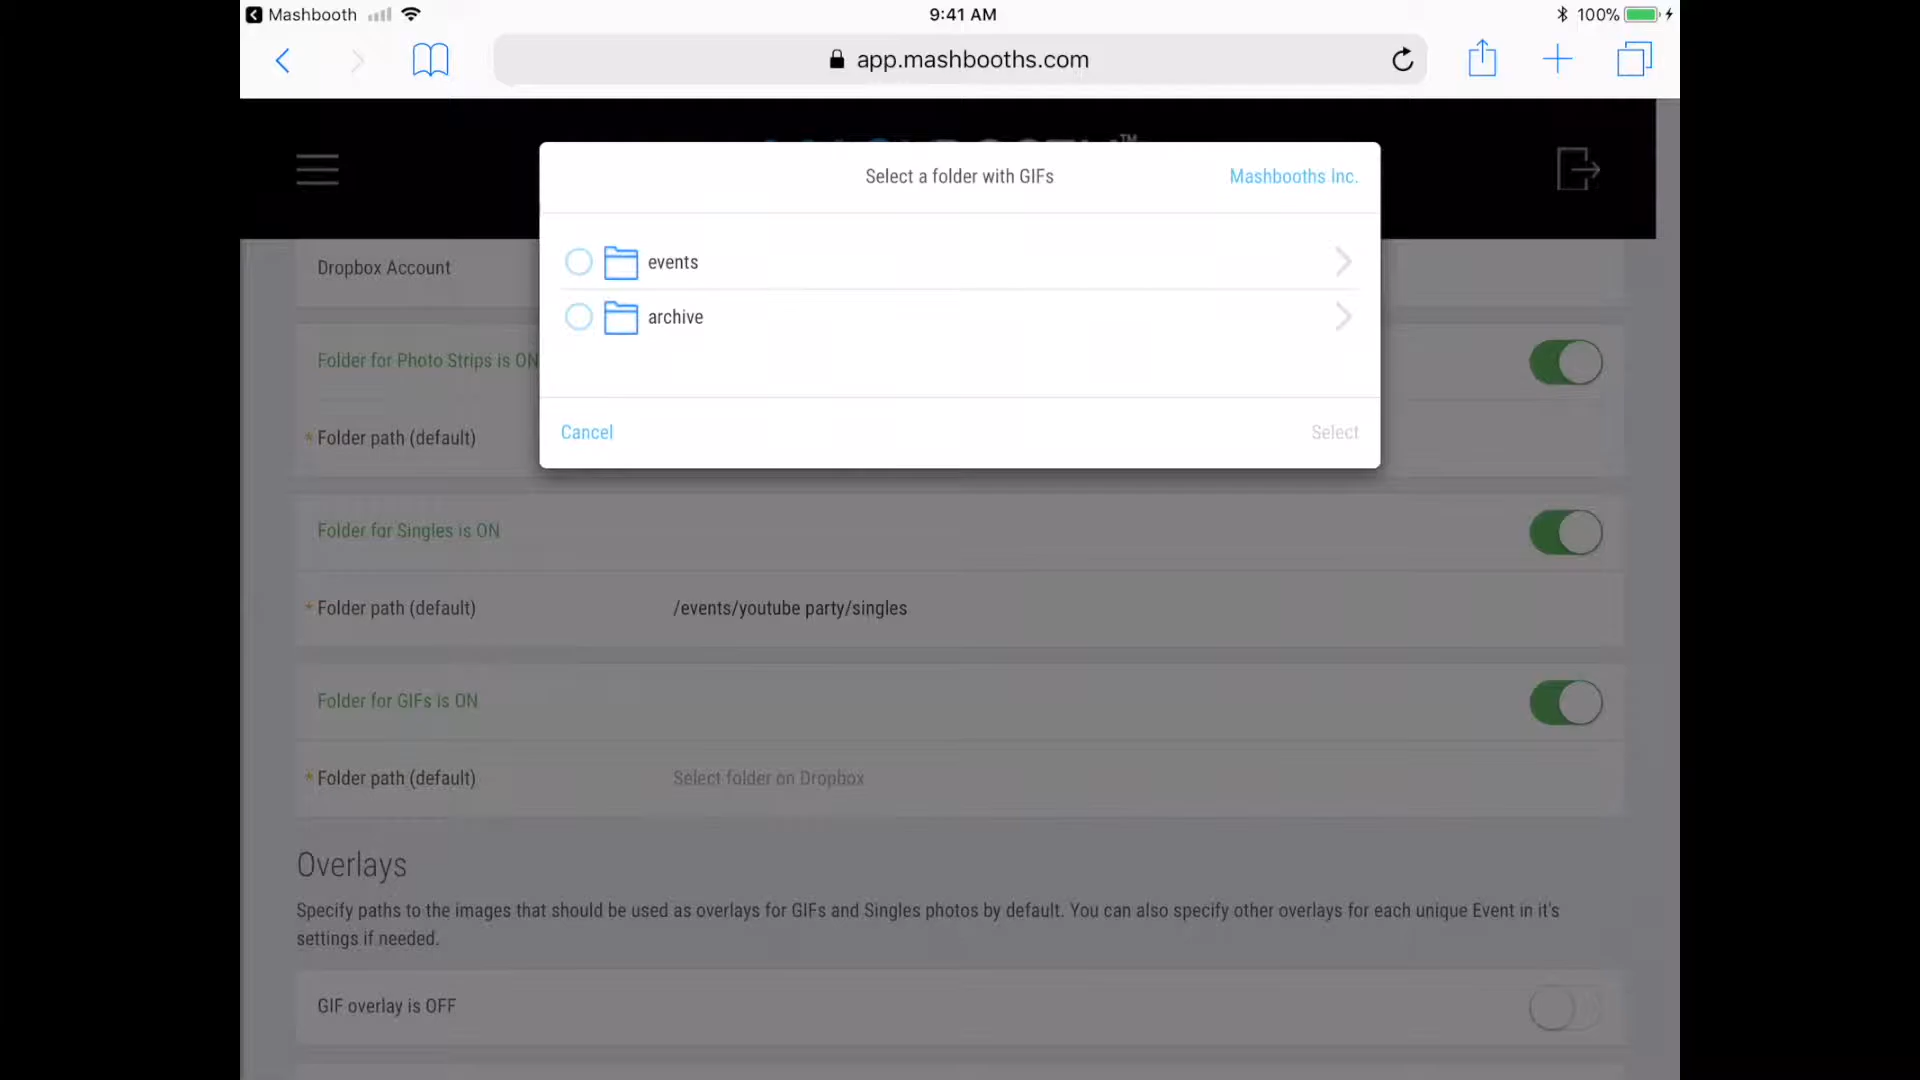 Mashbooth
9:41 AM
100%
app.mashbooths.com
TM
Select a folder with GIFs
Mashbooths Inc.
events
archive
Cancel
Select
Dropbox Account
Folder for Photo Strips is ON
* Folder path (default)
Folder for Singles is ON
* Folder path (default)
/events/youtube party/singles
Folder for GIFs is ON
* Folder path (default)
Select folder on Dropbox
Overlays
Specify paths to the images that should be used as overlays for GIFs and Singles photos by default. You can also specify other overlays for each unique Event in it's
settings if needed.
GIF overlay is OFF